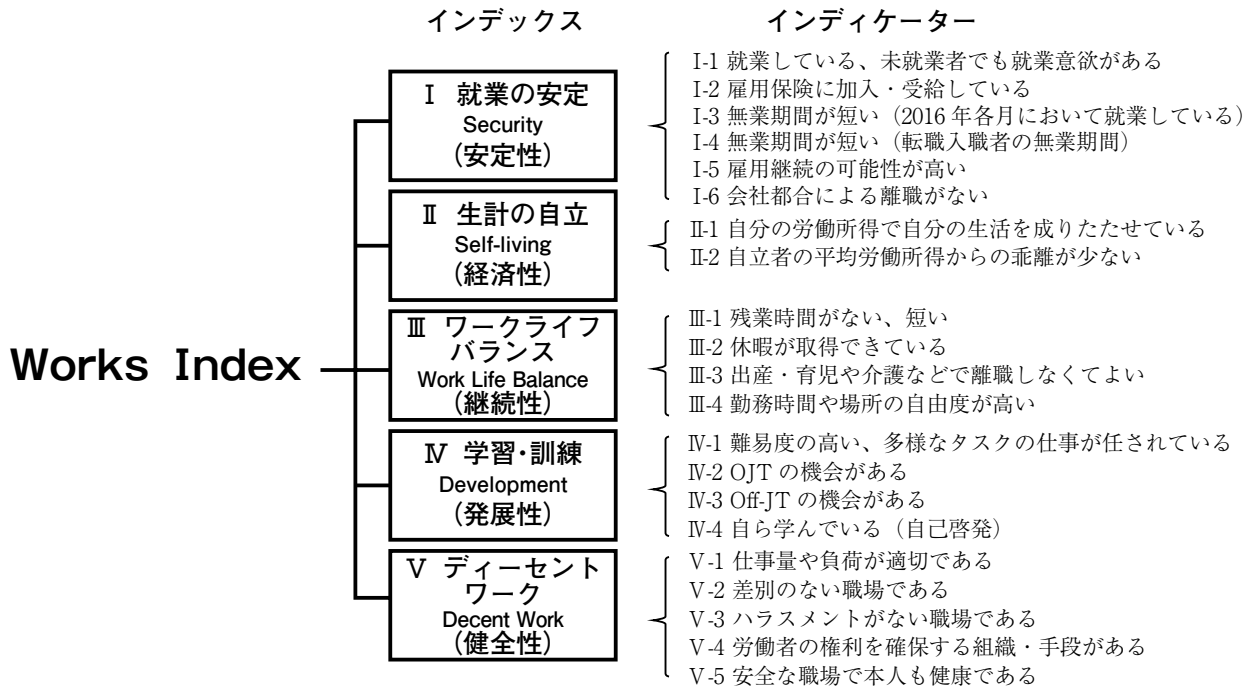 インデックス
インディケーター
Works Index
Ⅰ 就業の安定
Security
(安定性)
Ⅰ-1 就業している、未就業者でも就業意欲がある
Ⅰ-2 雇用保険に加入・受給している
Ⅰ-3 無業期間が短い（2016 年各月において就業している）
Ⅰ-4 無業期間が短い（転職入職者の無業期間）
Ⅰ-5 雇用継続の可能性が高い
Ⅰ-6 会社都合による離職がない
Ⅱ 生計の自立
Self-living
(経済性)
Ⅱ-1 自分の労働所得で自分の生活を成りたたせている
Ⅱ-2 自立者の平均労働所得からの乖離が少ない
Ⅲ ワークライフ
バランス
Work Life Balance
(継続性)
Ⅲ-1 残業時間がない、短い
Ⅲ-2 休暇が取得できている
Ⅲ-3 出産・育児や介護などで離職しなくてよい
Ⅲ-4 勤務時間や場所の自由度が高い
Ⅳ 学習・訓練
Development
(発展性)
Ⅳ-1 難易度の高い、多様なタスクの仕事が任されている
Ⅳ-2 OJT の機会がある
Ⅳ-3 Off-JT の機会がある
Ⅳ-4 自ら学んでいる（自己啓発）
Ⅴ ディーセント
ワーク
Decent Work
(健全性)
Ⅴ-1 仕事量や負荷が適切である
Ⅴ-2 差別のない職場である
Ⅴ-3 ハラスメントがない職場である
Ⅴ-4 労働者の権利を確保する組織・手段がある
Ⅴ-5 安全な職場で本人も健康である